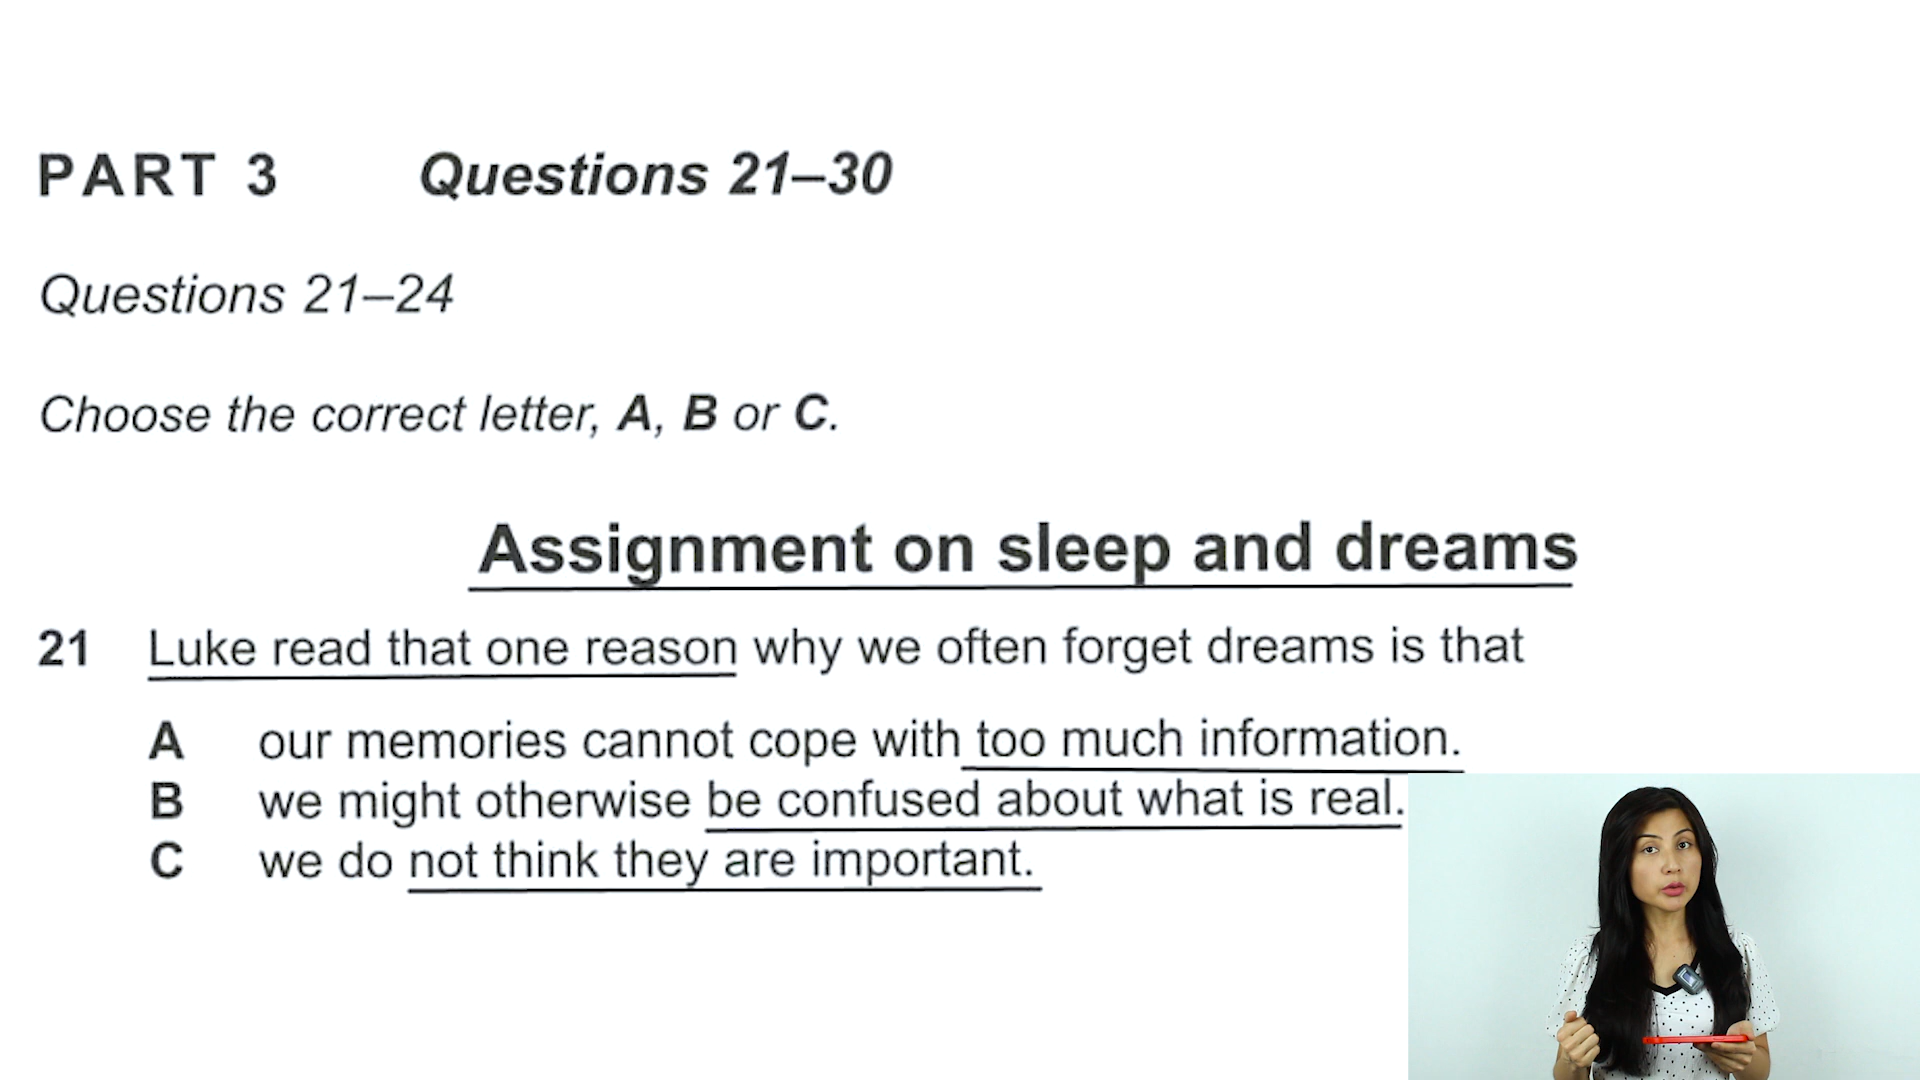 PART 3 Questions 21–30
Questions 21–24
Choose the correct letter, A, B or C.
Assignment on sleep and dreams
21 Luke read that one reason why we often forget dreams is that
A our memories cannot cope with too much information.
B we might otherwise be confused about what is real.
C we do not think they are important.